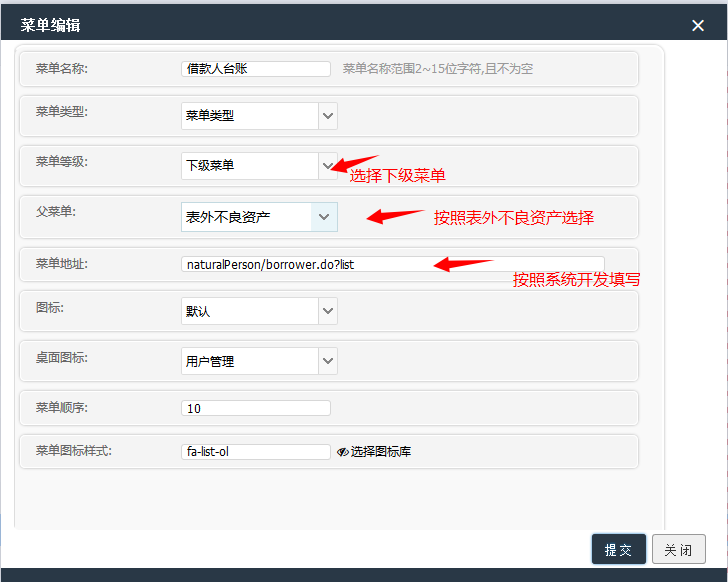 菜单编辑
菜单名称: 借款人台账 菜单名称范围2~15位字符,且不为空
菜单类型: 菜单类型
菜单等级: 下级菜单
选择下级菜单
父菜单: 表外不良资产 按照表外不良资产选择
菜单地址: naturalPerson/borrower.do?list
按照系统开发填写
图标: 默认
桌面图标: 用户管理
菜单顺序: 10
菜单图标样式: fa-list-ol 选择图标库
提交 关闭